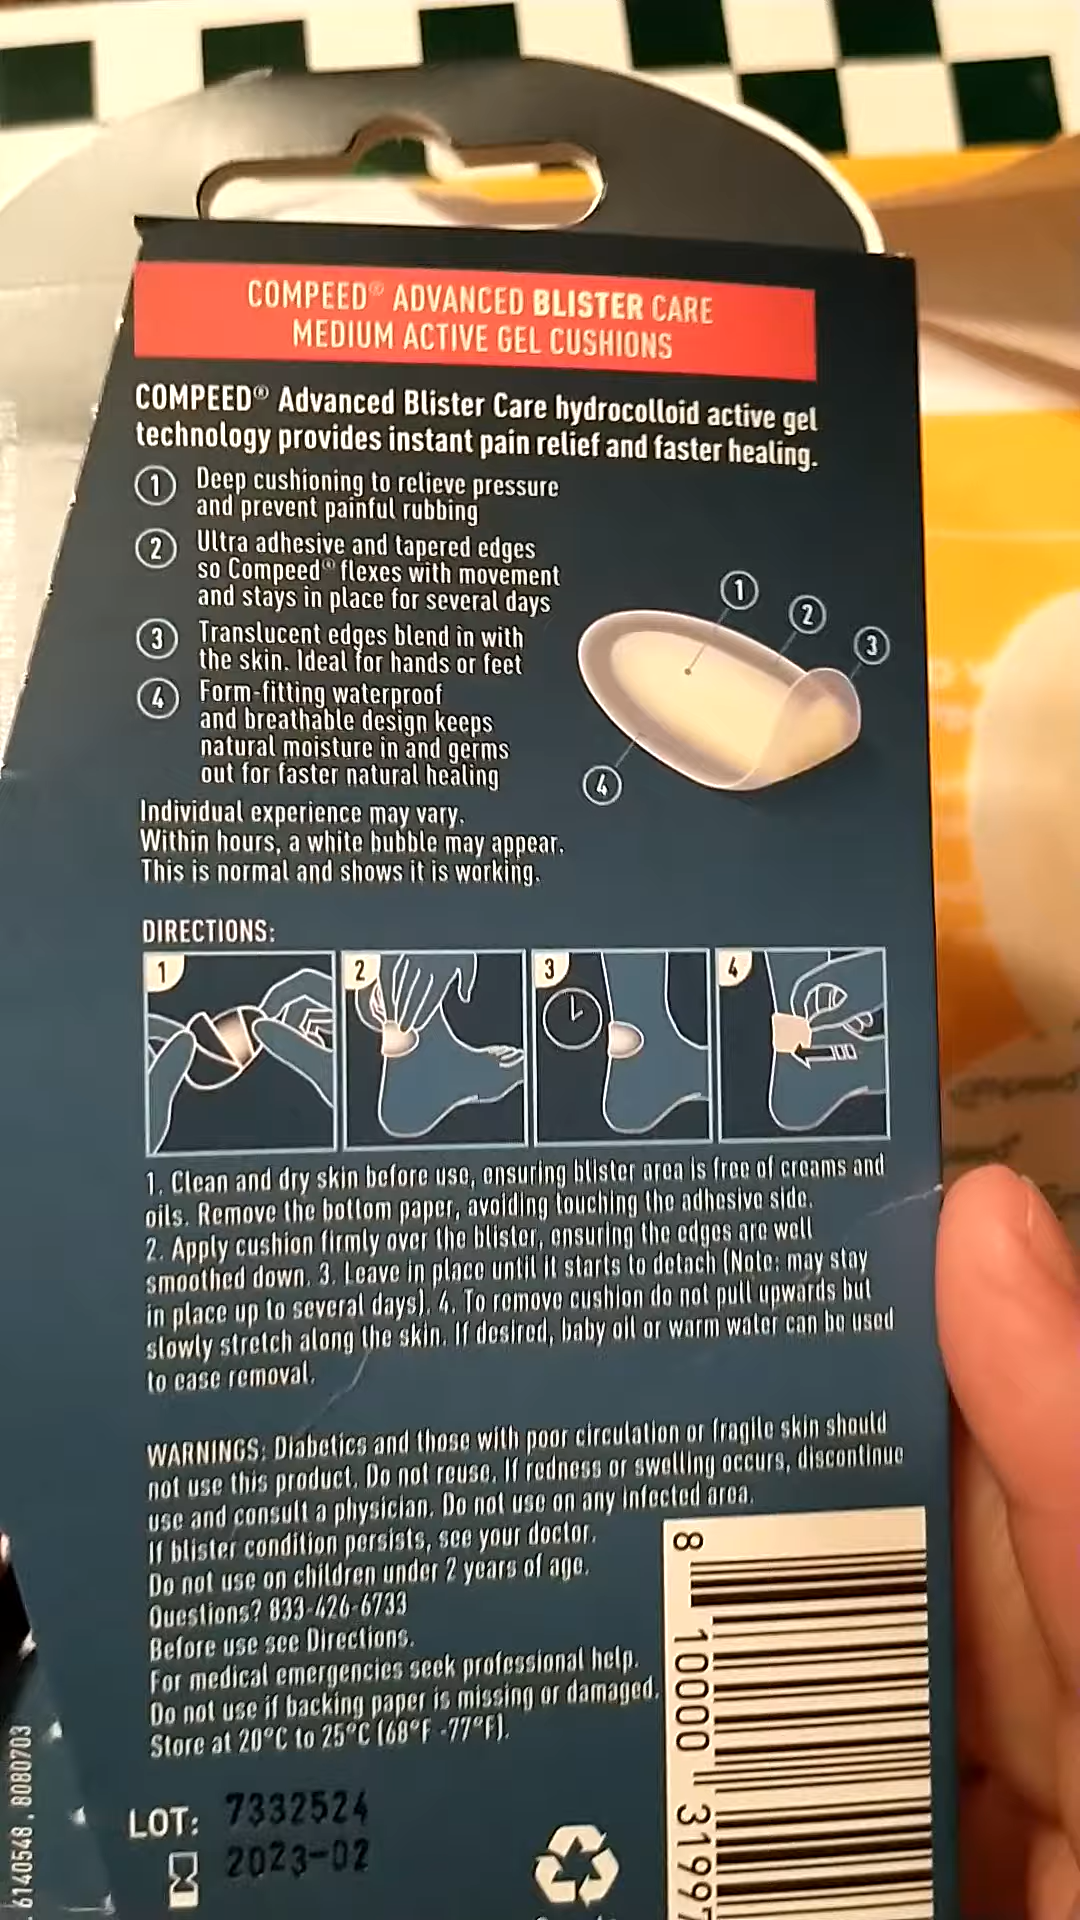 COMPEED® ADVANCED BLISTER CARE
MEDIUM ACTIVE GEL CUSHIONS
COMPEED® Advanced Blister Care hydrocolloid active gel
technology provides instant pain relief and faster healing.
1 Deep cushioning to relieve pressure
and prevent painful rubbing
2 Ultra adhesive and tapered edges
so Compeed® flexes with movement
and stays in place for several days
3 Translucent edges blend in with
the skin. Ideal for hands or feet
4 Form-fitting waterproof
and breathable design keeps
natural moisture in and germs
out for faster natural healing
1
2
3
4
Individual experience may vary.
Within hours, a white bubble may appear.
This is normal and shows it is working.
DIRECTIONS:
1 2 3 4
1. Clean and dry skin before use, ensuring blister area is free of creams and
oils. Remove the bottom paper, avoiding touching the adhesive side.
2. Apply cushion firmly over the blister, ensuring the edges are well
smoothed down. 3. Leave in place until it starts to detach (Note: may stay
in place up to several days). 4. To remove cushion do not pull upwards but
slowly stretch along the skin. If desired, baby oil or warm water can be used
to ease removal.
WARNINGS: Diabetics and those with poor circulation or fragile skin should
not use this product. Do not reuse. If redness or swelling occurs, discontinue
use and consult a physician. Do not use on any infected area.
If blister condition persists, see your doctor.
Do not use on children under 2 years of age.
Questions? 833-426-6733
Before use see Directions.
For medical emergencies seek professional help.
Do not use if backing paper is missing or damaged.
Store at 20°C to 25°C (68°F -77°F).
LOT: 7332524
2023-02
8 10000 31997
6140548 . 8080703